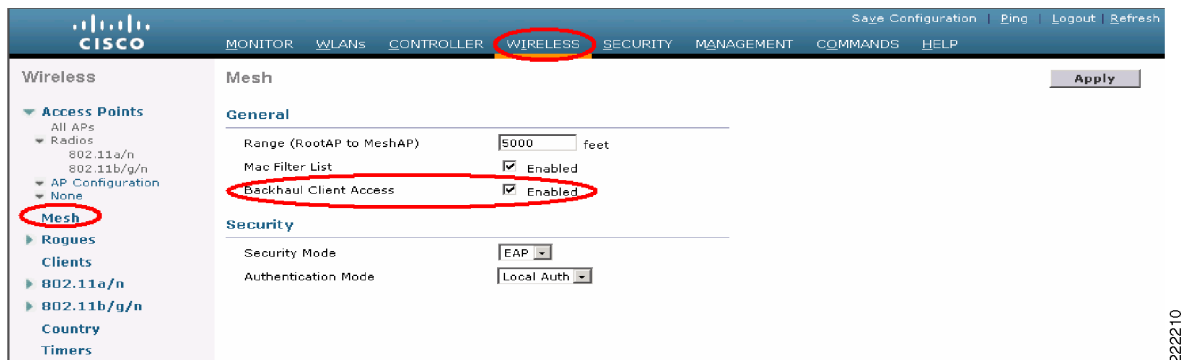 Save Configuration | Ping | Logout | Refresh
CISCO
MONITOR WLANs CONTROLLER WIRELESS SECURITY MANAGEMENT COMMANDS HELP
Wireless
Access Points
All APs
Radios
802.11a/n
802.11b/g/n
AP Configuration
None
Mesh
Rogues
Clients
802.11a/n
802.11b/g/n
Country
Timers
Mesh
Apply
General
Range (RootAP to MeshAP) 5000 feet
Mac Filter List Enabled
Backhaul Client Access Enabled
Security
Security Mode EAP
Authentication Mode Local Auth
222210